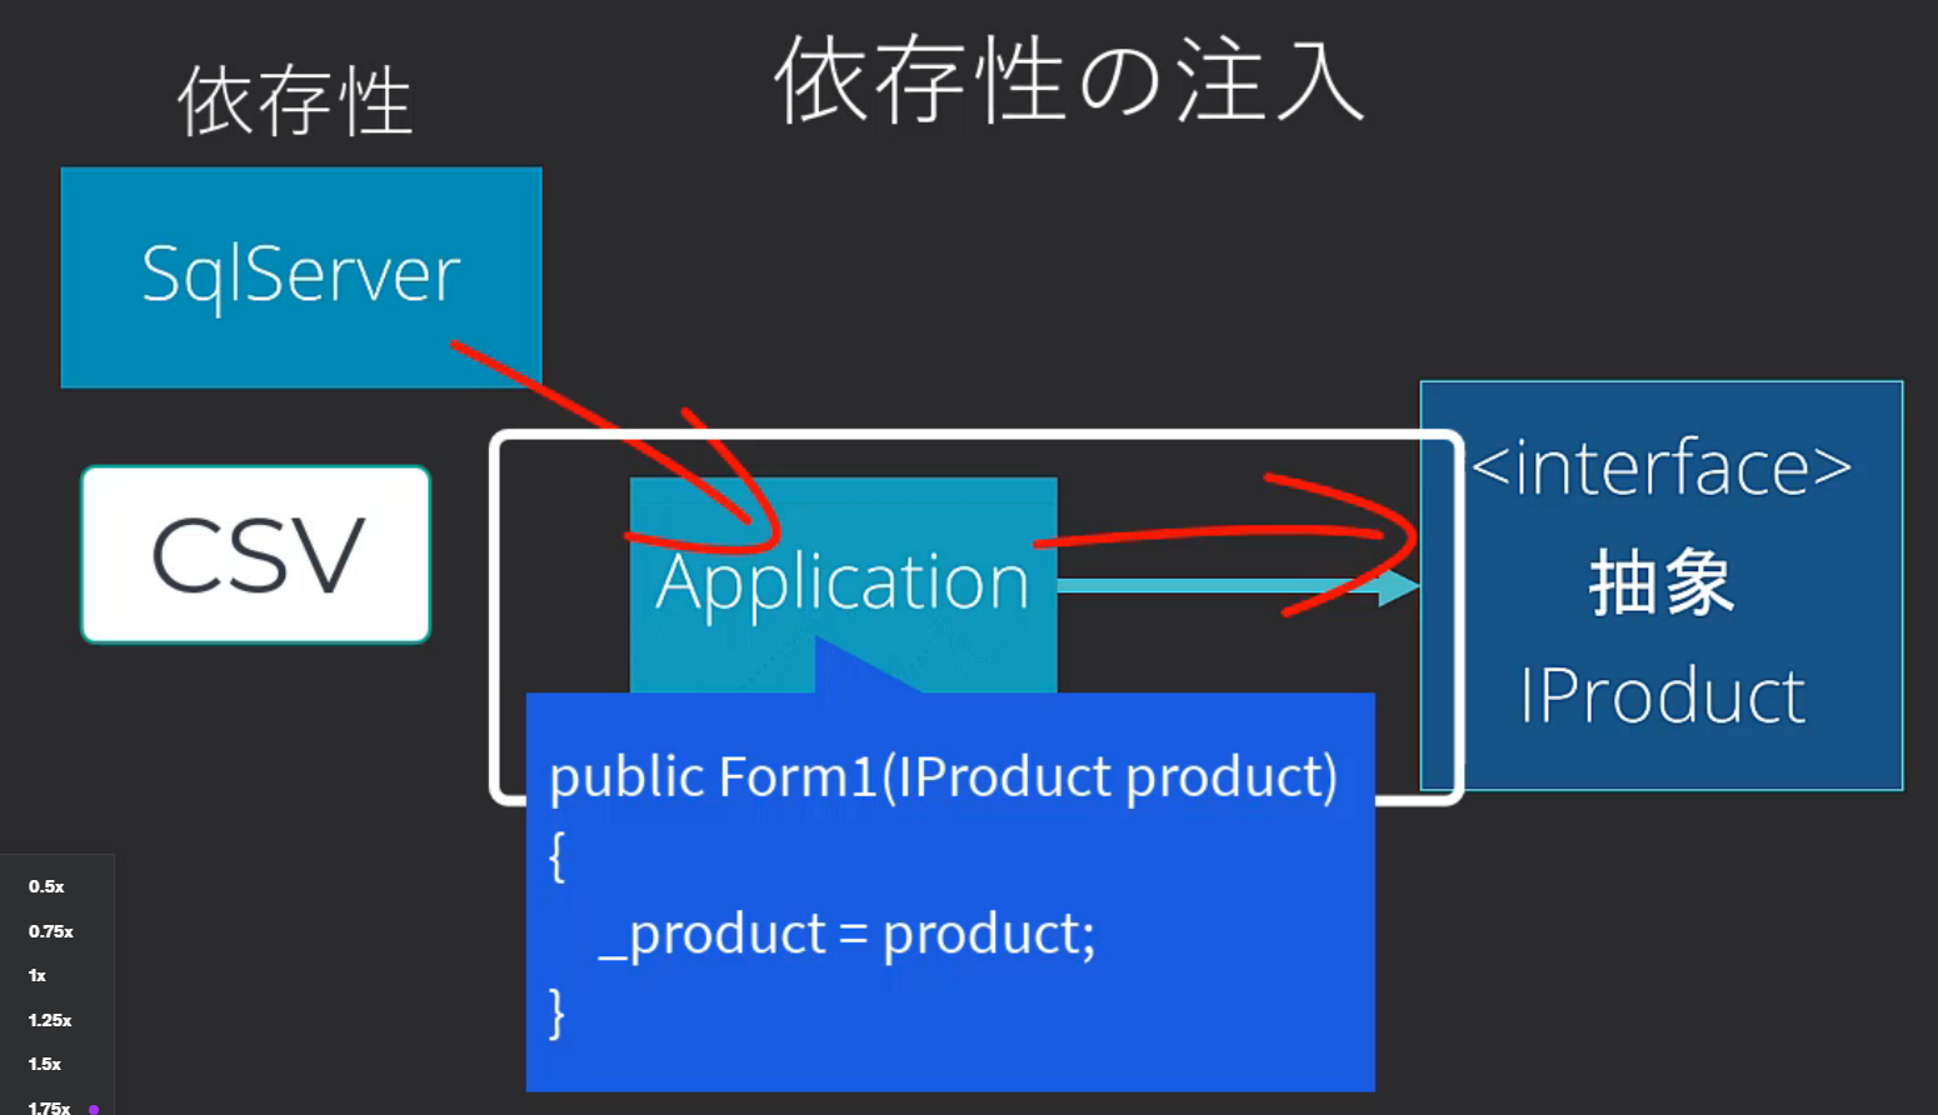 依存性の注入
依存性
SqlServer
CSV
Application
<interface>
抽象
IProduct
public Form1(IProduct product)
{
_product = product;
}
0.5x
0.75x
1x
1.25x
1.5x
1.75x